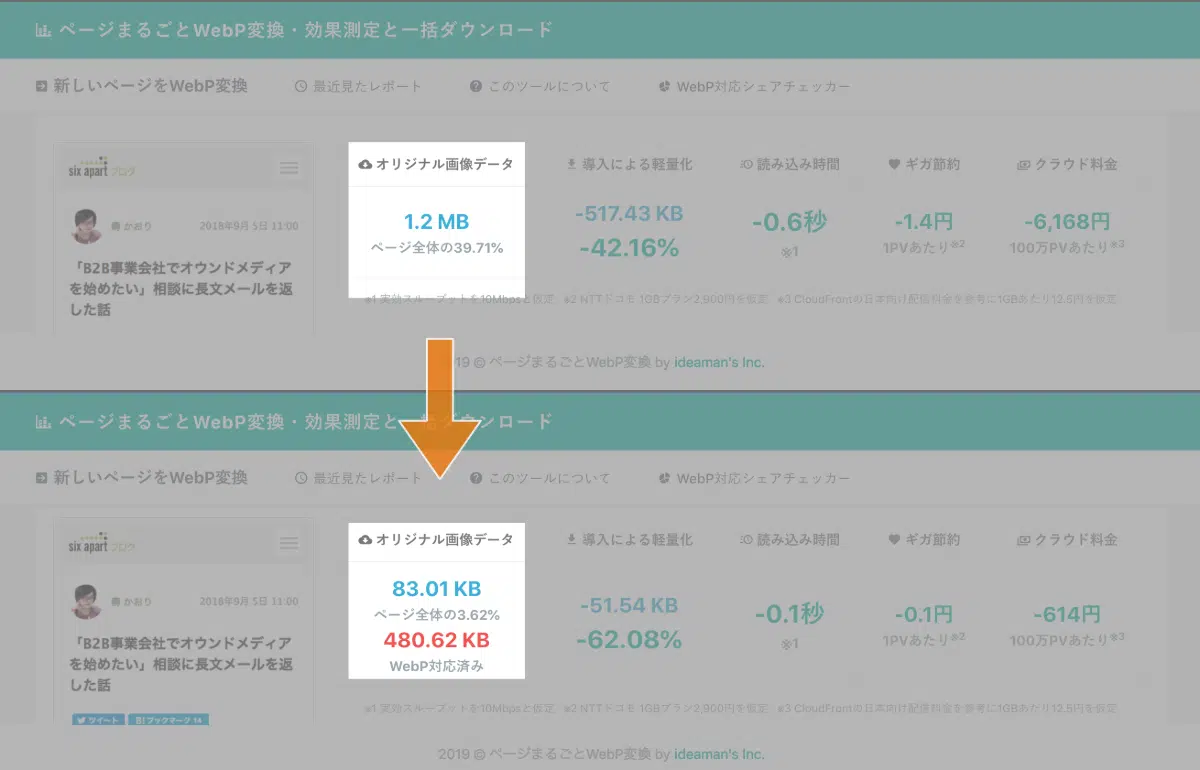 ページまるごとWebP変換・効果測定と一括ダウンロード
新しいページをWebP変換 最近見たレポート このツールについて WebP対応シェアチェッカー
six apart ブログ
壽 かおり 2018年9月 5日 11:00
「B2B事業会社でオウンドメディア
を始めたい」相談に長文メールを返
した話
オリジナル画像データ 導入による軽量化 読み込み時間 ギガ節約 クラウド料金
1.2 MB -517.43 KB -0.6秒 -1.4円 -6,168円
ページ全体の39.71% -42.16% ※1 1PVあたり※2 100万PVあたり※3
※1 実効スループットを10Mbpsと仮定 ※2 NTTドコモ 1GBプラン2,900円を仮定 ※3 CloudFrontの日本向け配信料金を参考に1GBあたり12.5円を仮定
19 © ページまるごとWebP変換 by ideaman's Inc.
ページまるごとWebP変換・効果測定と一括ダウンロード
新しいページをWebP変換 最近見たレポート このツールについて WebP対応シェアチェッカー
six apart ブログ
壽 かおり 2018年9月 5日 11:00
「B2B事業会社でオウンドメディア
を始めたい」相談に長文メールを返
した話
ツイート B!ブックマーク 14
オリジナル画像データ 導入による軽量化 読み込み時間 ギガ節約 クラウド料金
83.01 KB -51.54 KB -0.1秒 -0.1円 -614円
ページ全体の3.62% -62.08% ※1 1PVあたり※2 100万PVあたり※3
480.62 KB
WebP対応済み
※1 実効スループットを10Mbpsと仮定 ※2 NTTドコモ 1GBプラン2,900円を仮定 ※3 CloudFrontの日本向け配信料金を参考に1GBあたり12.5円を仮定
2019 © ページまるごとWebP変換 by ideaman's Inc.